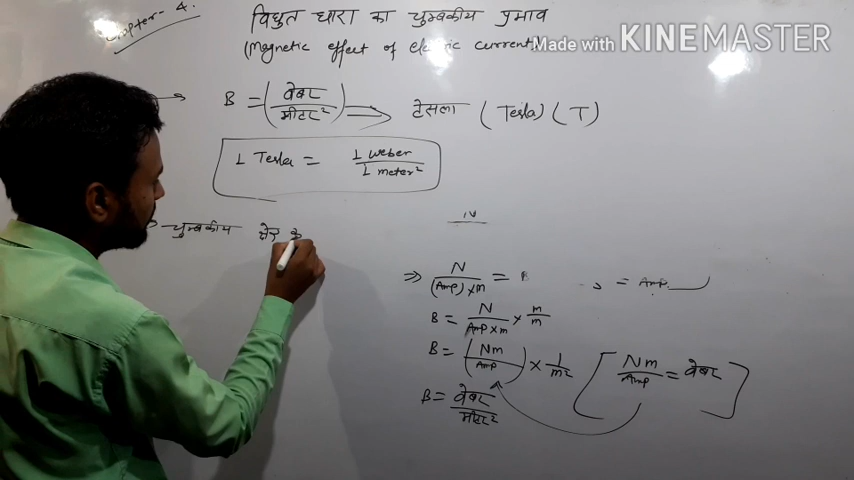 Chapter-4.
विधुत धारा का चुम्बकीय प्रभाव
(Magnetic effect of electric current)
Made with KINEMASTER
B = (वेबर / मीटर²) ⟹ टेसला (Tesla) (T)
1 Tesla = 1 Weber / 1 meter²
चुम्बकीय क्षेत्र के
⇒ N / (Amp) × m = B
= Amp
B = N / Amp × m × m / m
B = (Nm / Amp) × 1 / m²
[Nm / Amp = वेबर]
B = वेबर / मीटर²